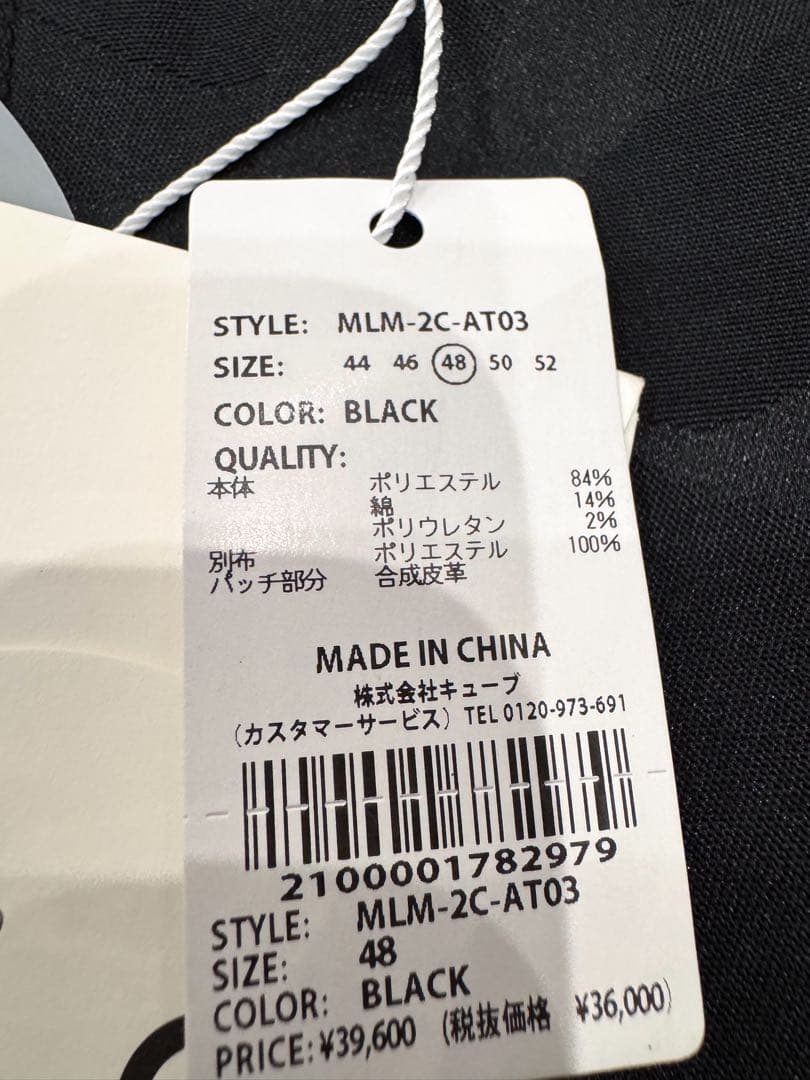 STYLE: MLM-2C-AT03
SIZE: 44 46 48 50 52
COLOR: BLACK
QUALITY:
本体 ポリエステル 84%
綿 14%
ポリウレタン 2%
別布 ポリエステル 100%
パッチ部分 合成皮革
MADE IN CHINA
株式会社キューブ
(カスタマーサービス) TEL 0120-973-691
2100001782979
STYLE: MLM-2C-AT03
SIZE: 48
COLOR: BLACK
PRICE:¥39,600 (税抜価格 ¥36,000)